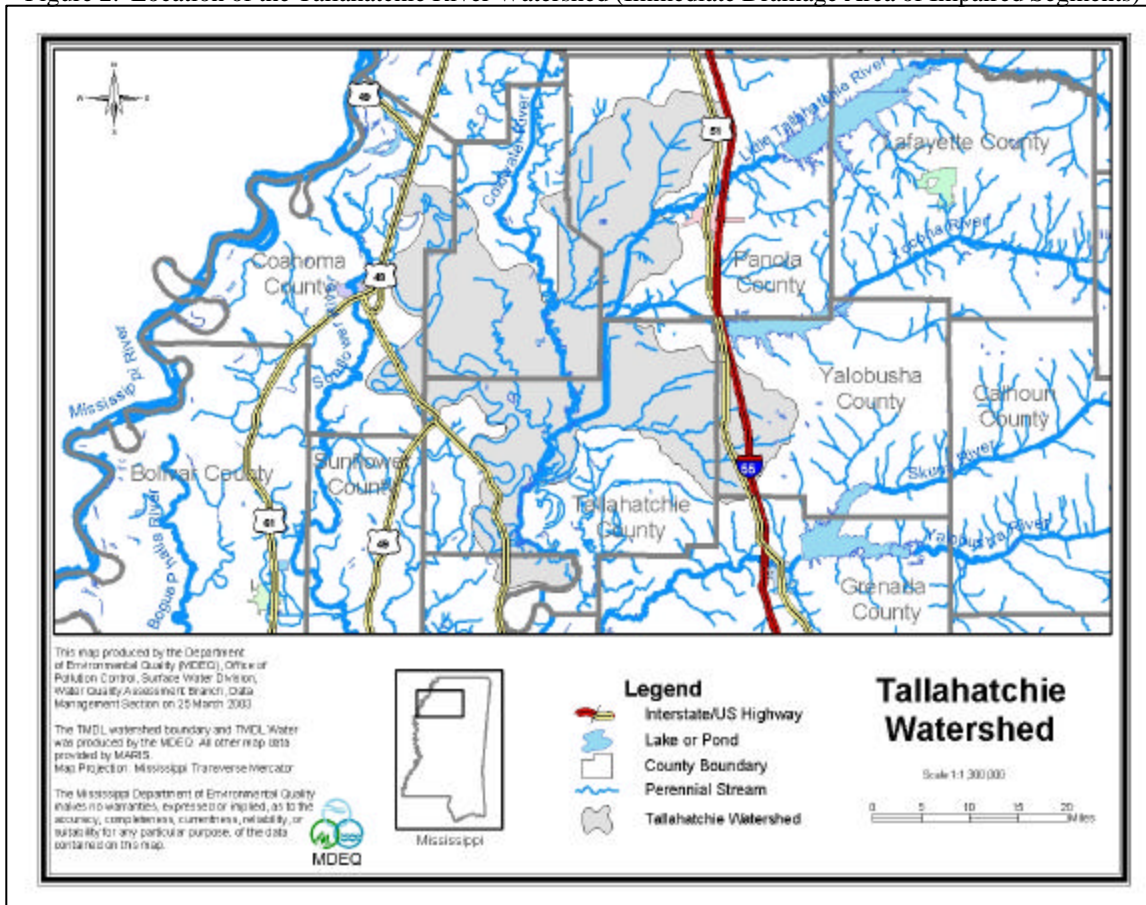 Figure 2. Location of the Tallahatchie River Watershed (Immediate Drainage Area of Impaired Segments)
N
W
S
49
51
Little Tallahatchie River
Lafayette County
Coldwater River
Yocona River
Coahoma
County
Panola
County
49
Sunflower River
Mississippi River
Yalobusha
County
Calhoun
County
Bolivar County
Sunflower
County
Skuna River
55
Tallahatchie
County
61
49
Yalobusha River
Bogue Phalia River
Grenada
County
This map produced by the Department
of Environmental Quality (MDEQ), Office of
Pollution Control, Surface Water Division,
Water Quality Assessment Branch, Data
Management Section on 25 March 2003.
The TMDL watershed boundary and TMDL Water
was produced by the MDEQ. All other map data
provided by MARIS.
Map Projection: Mississippi Transverse Mercator
The Mississippi Department of Environmental Quality
makes no warranties, expressed or implied, as to the
accuracy, completeness, currentness, reliability, or
suitability for any particular purpose, of the data
contained on this map.
MDEQ
Mississippi
Legend
Interstate/US Highway
Lake or Pond
County Boundary
Perennial Stream
Tallahatchie Watershed
Tallahatchie
Watershed
Scale 1:1,300,000
0 5 10 15 20
Miles